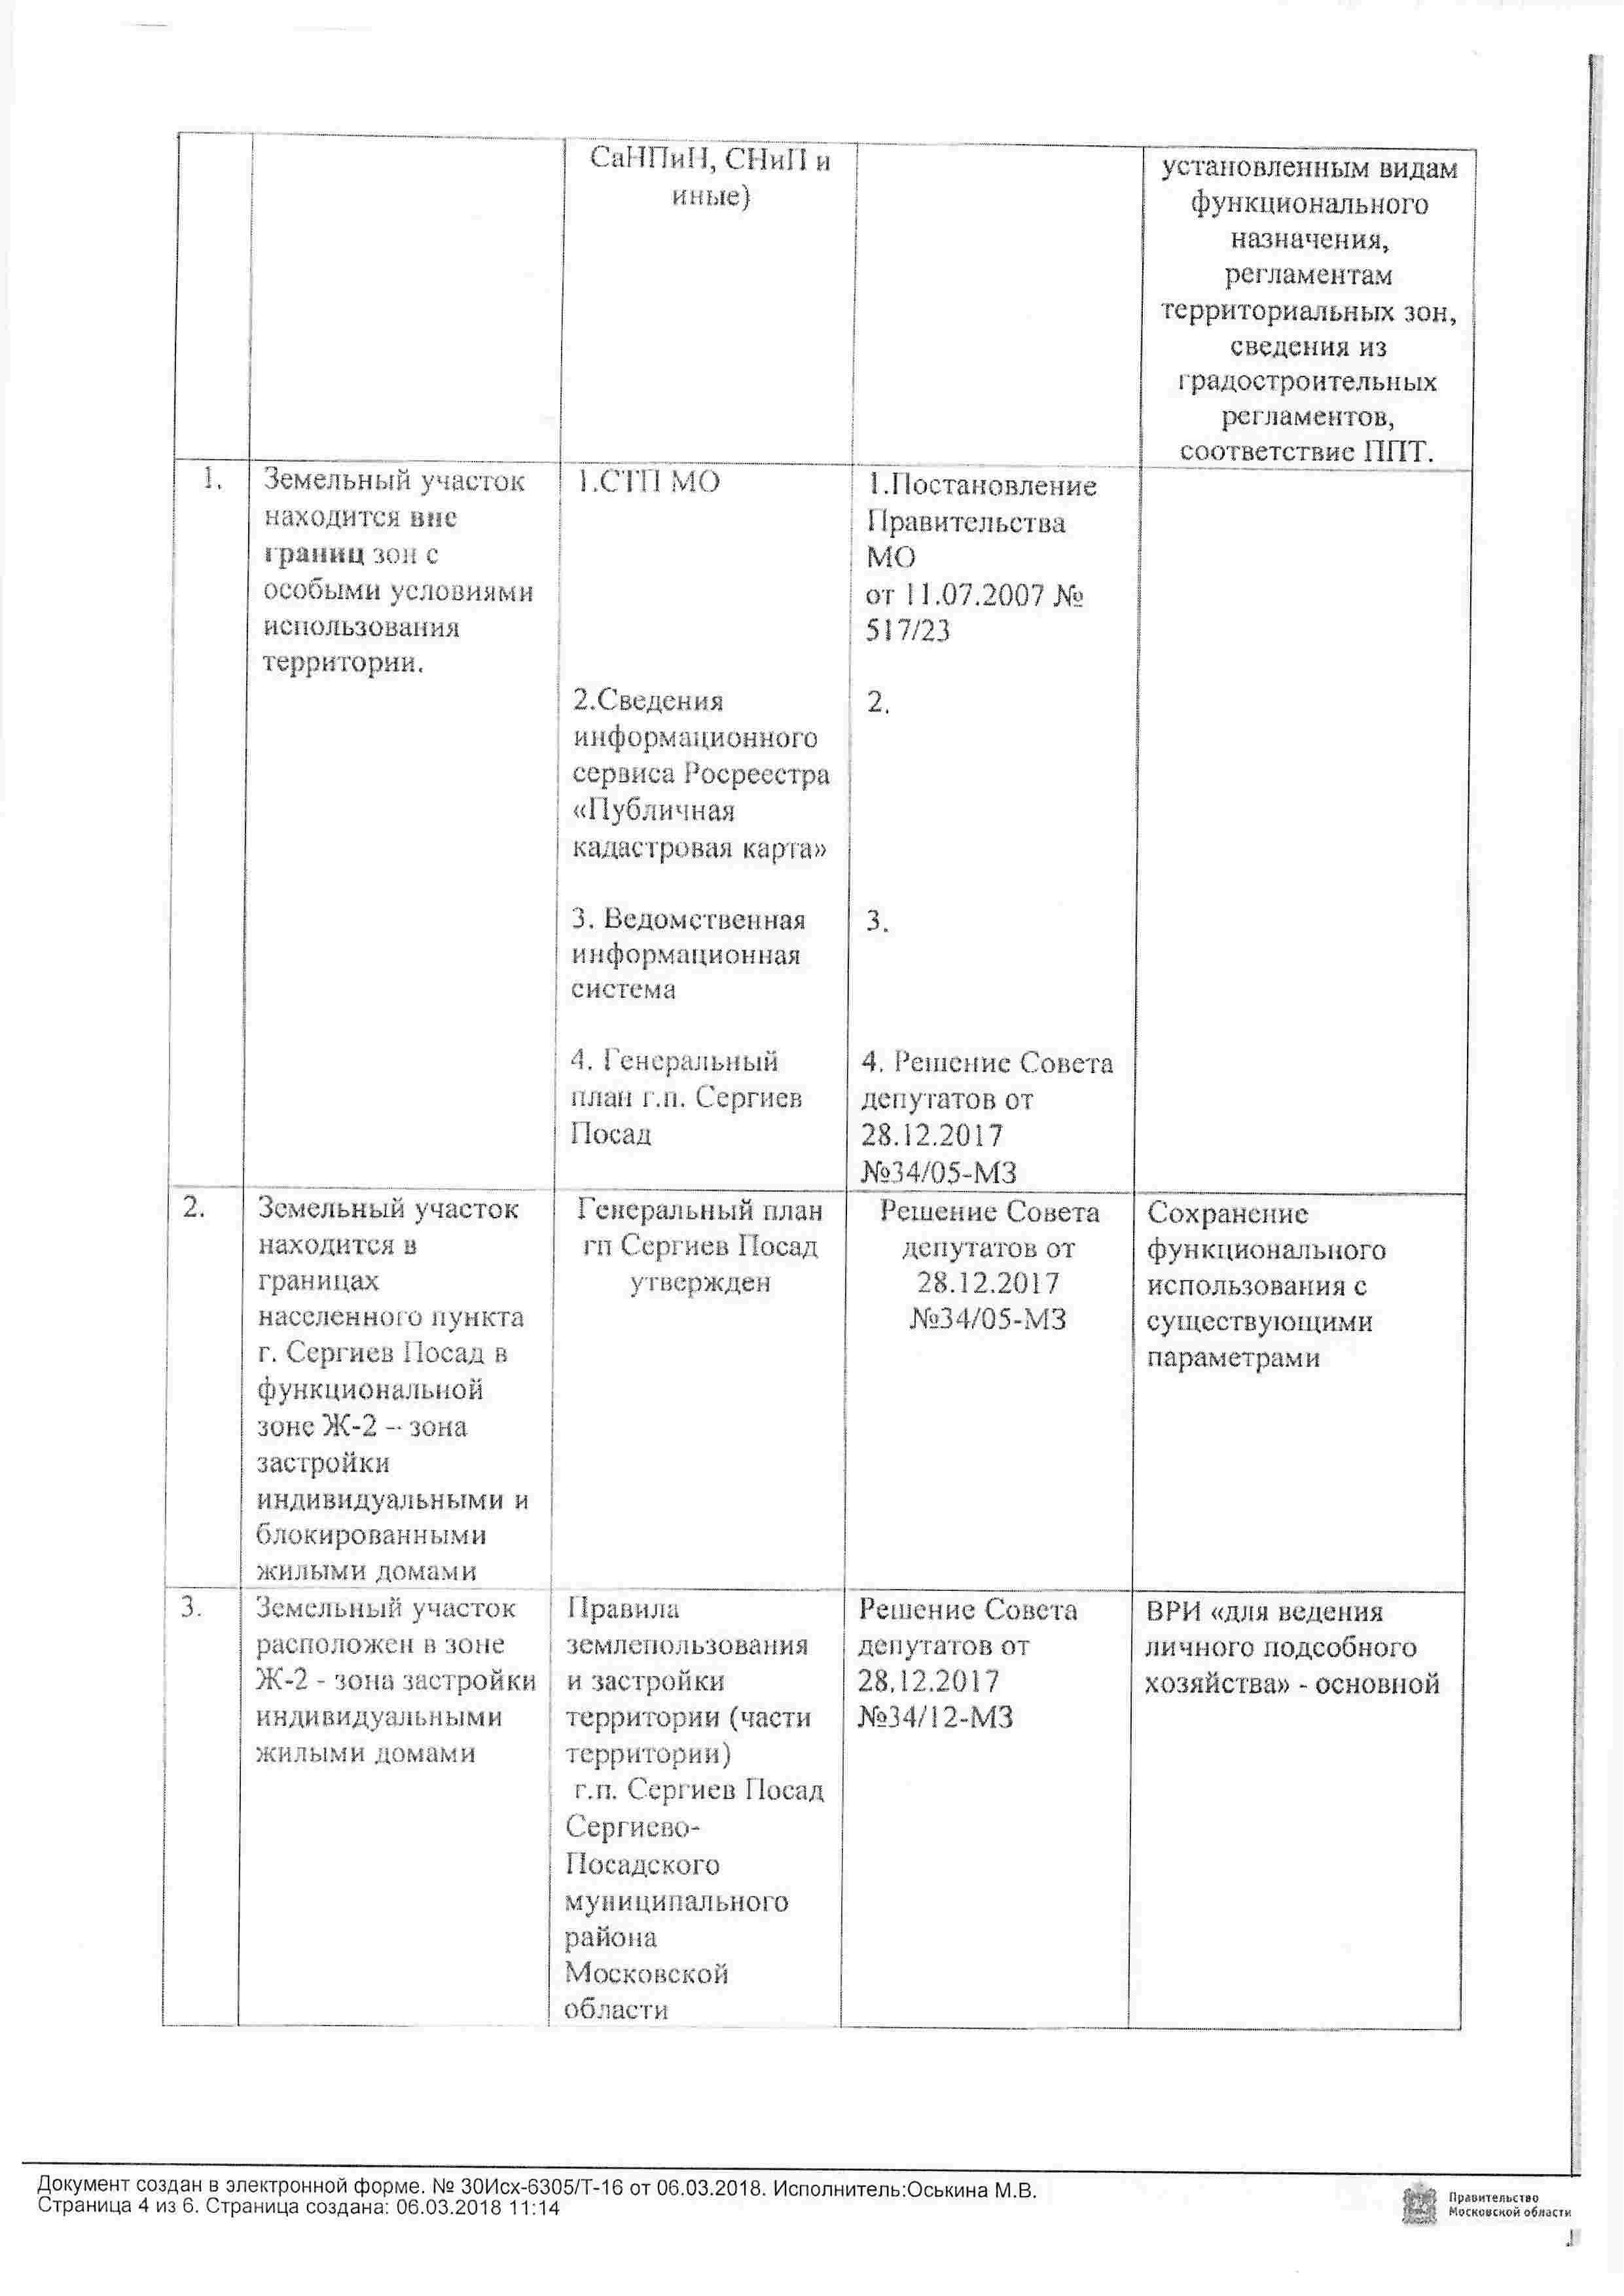 СаНПиН, СНиП и
иные)
установленным видам
функционального
назначения,
регламентам
территориальных зон,
сведения из
градостроительных
регламентов,
соответствие ППТ.
1.
Земельный участок
находится вне
границ зон с
особыми условиями
использования
территории.
1.СТП МО
2.Сведения
информационного
сервиса Росреестра
«Публичная
кадастровая карта»
3. Ведомственная
информационная
система
4. Генеральный
план г.п. Сергиев
Посад
1.Постановление
Правительства
МО
от 11.07.2007 №
517/23
2.
3.
4. Решение Совета
депутатов от
28.12.2017
№34/05-МЗ
2.
Земельный участок
находится в
границах
населенного пункта
г. Сергиев Посад в
функциональной
зоне Ж-2 – зона
застройки
индивидуальными и
блокированными
жилыми домами
Генеральный план
гп Сергиев Посад
утвержден
Решение Совета
депутатов от
28.12.2017
№34/05-МЗ
Сохранение
функционального
использования с
существующими
параметрами
3.
Земельный участок
расположен в зоне
Ж-2 - зона застройки
индивидуальными
жилыми домами
Правила
землепользования
и застройки
территории (части
территории)
г.п. Сергиев Посад
Сергиево-
Посадского
муниципального
района
Московской
области
Решение Совета
депутатов от
28.12.2017
№34/12-МЗ
ВРИ «для ведения
личного подсобного
хозяйства» - основной
Документ создан в электронной форме. № 30Исх-6305/Т-16 от 06.03.2018. Исполнитель:Оськина М.В.
Страница 4 из 6. Страница создана: 06.03.2018 11:14
Правительство
Московской области